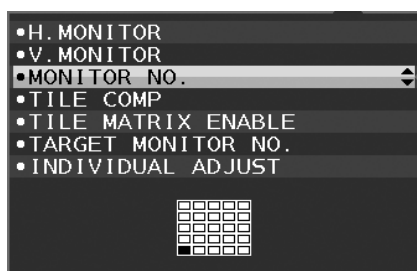 •H.MONITOR
•V.MONITOR
•MONITOR NO.
•TILE COMP
•TILE MATRIX ENABLE
•TARGET MONITOR NO.
•INDIVIDUAL ADJUST